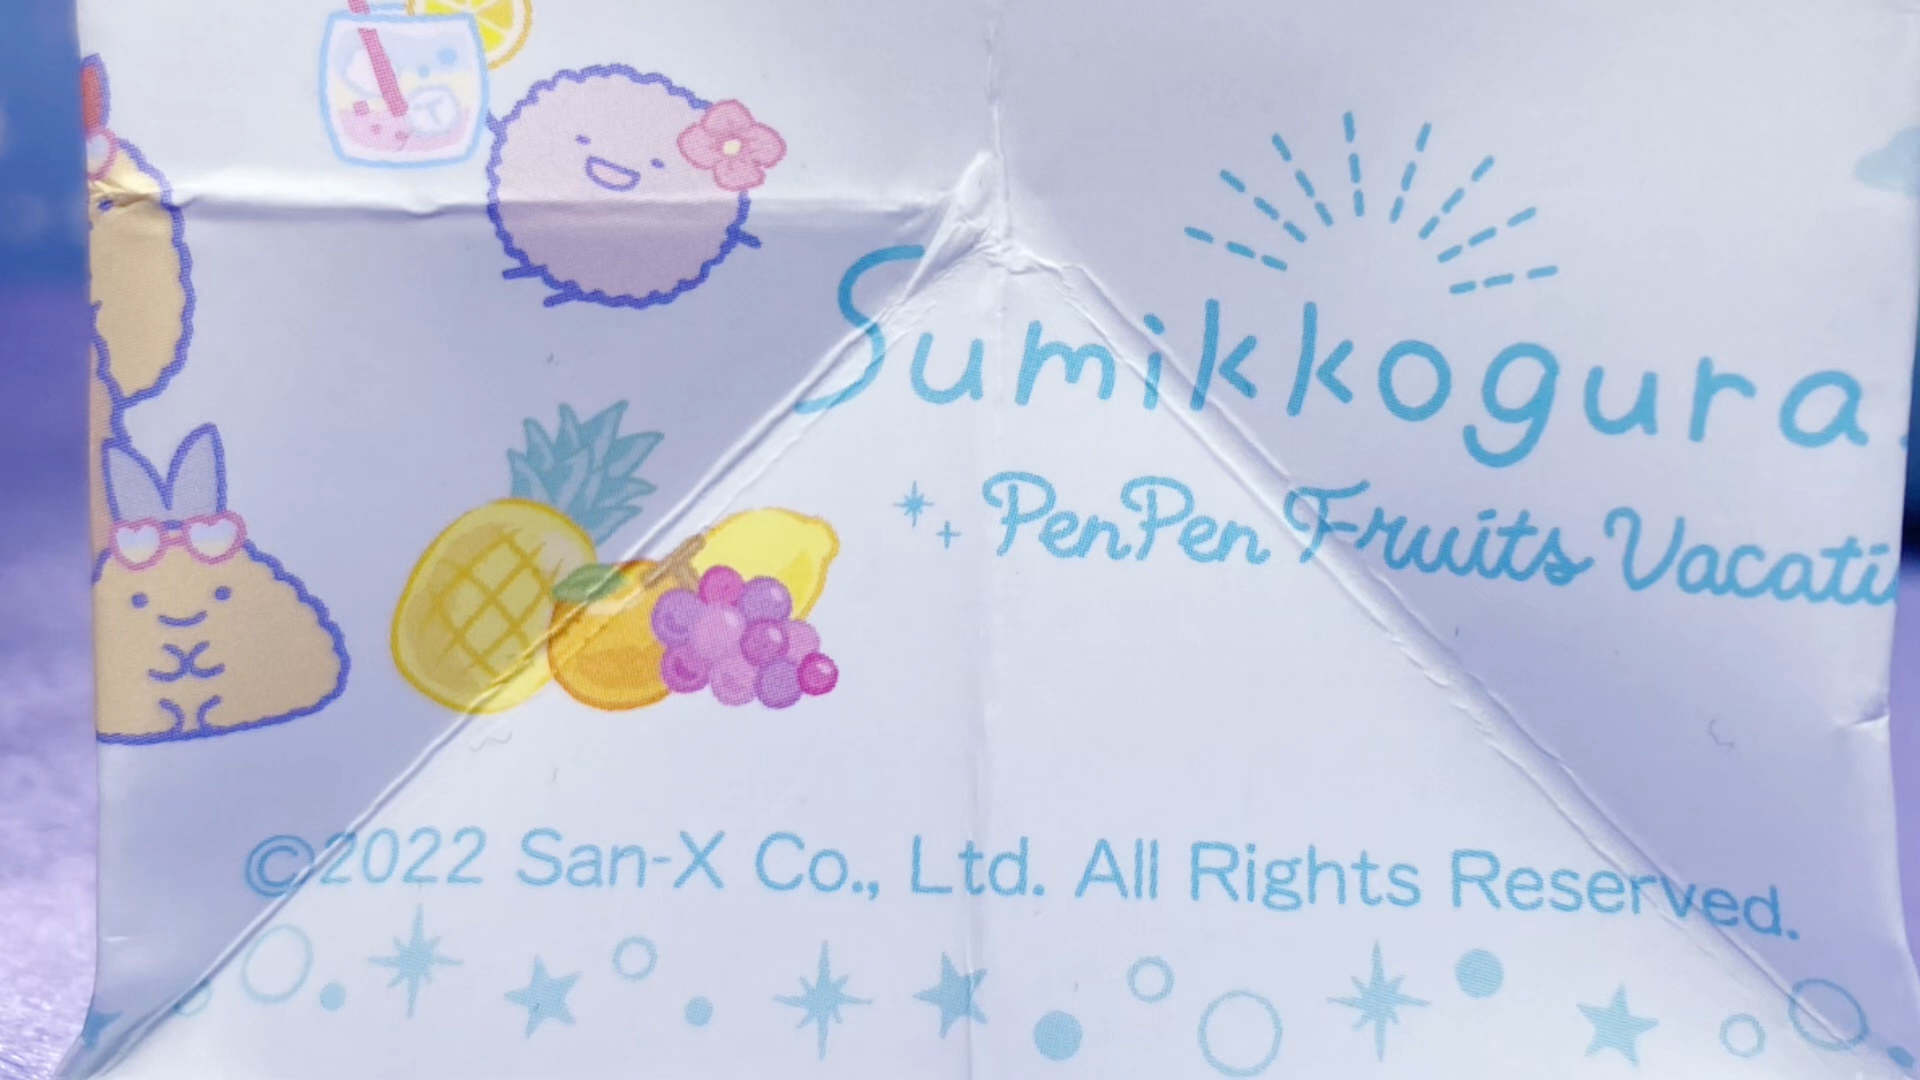 Sumikkogura
PenPen Fruits Vacati
©2022 San-X Co., Ltd. All Rights Reserved.